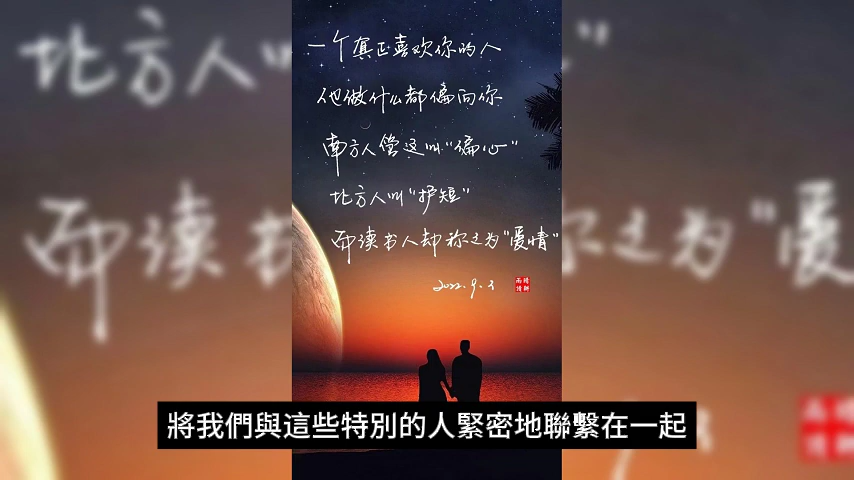 一个真正喜欢你的人
他做什么都偏向你
南方人管这叫“偏心”
北方人叫“护短”
而读书人却称之为“爱情”
2022.9.3
將我們與這些特別的人緊密地聯繫在一起